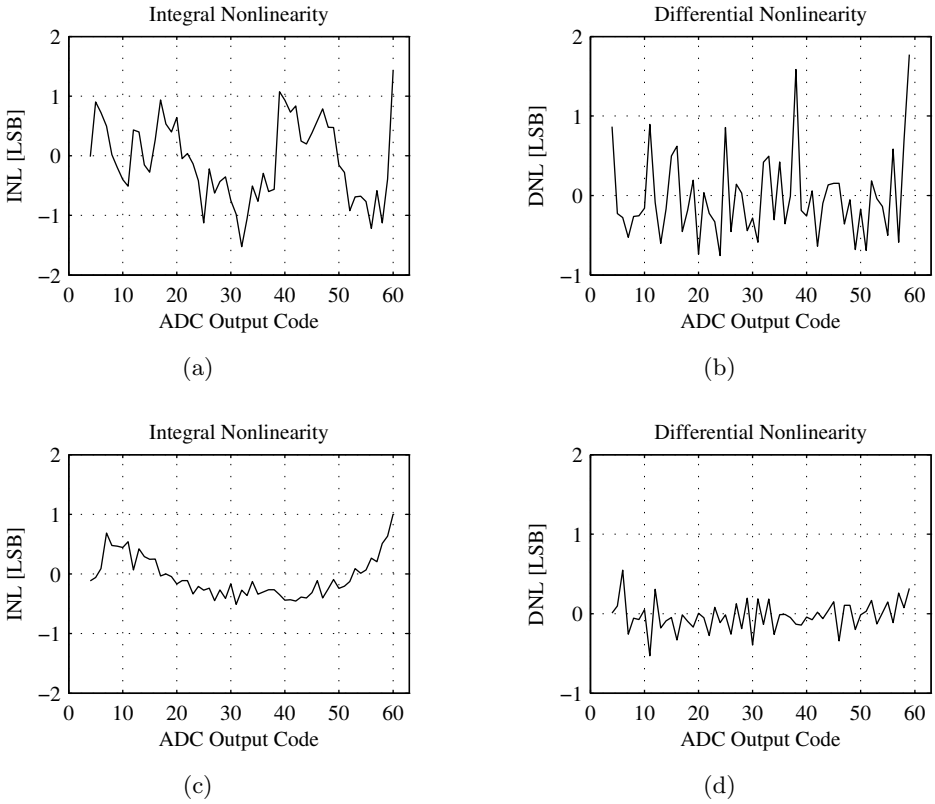 Integral Nonlinearity
2
1
0
−1
−2
INL [LSB]
0 10 20 30 40 50 60
ADC Output Code
(a)
Differential Nonlinearity
2
1
0
−1
DNL [LSB]
0 10 20 30 40 50 60
ADC Output Code
(b)
Integral Nonlinearity
2
1
0
−1
−2
INL [LSB]
0 10 20 30 40 50 60
ADC Output Code
(c)
Differential Nonlinearity
2
1
0
−1
DNL [LSB]
0 10 20 30 40 50 60
ADC Output Code
(d)